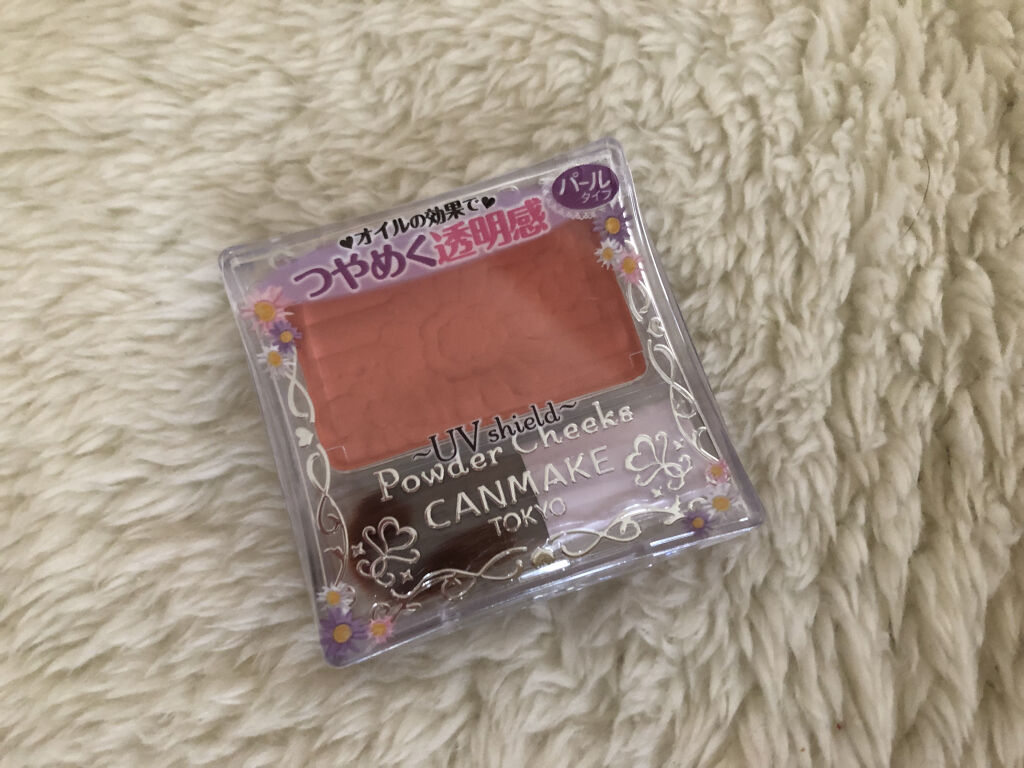 ♥オイルの効果で♥
つやめく透明感
パール
タイプ
~UV shield~
Powder Cheeks
CANMAKE
TOKYO